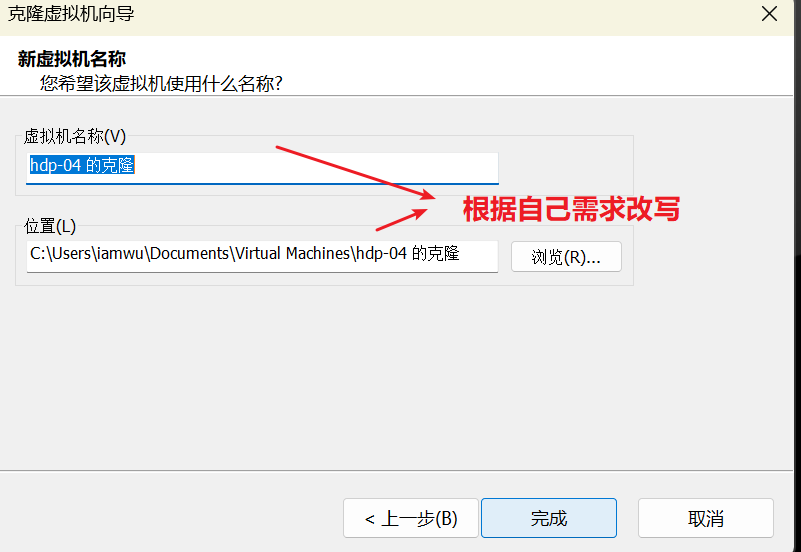 克隆虚拟机向导
新虚拟机名称
您希望该虚拟机使用什么名称?
虚拟机名称(V)
hdp-04 的克隆
根据自己需求改写
位置(L)
C:\Users\iamwu\Documents\Virtual Machines\hdp-04 的克隆
浏览(R)...
< 上一步(B)
完成
取消